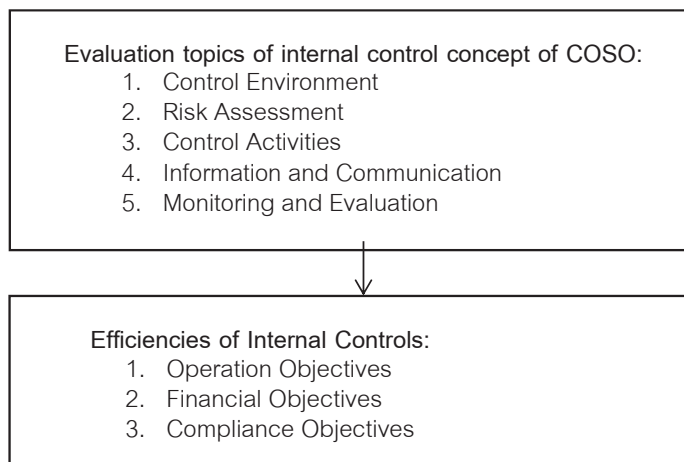 Evaluation topics of internal control concept of COSO:
1. Control Environment
2. Risk Assessment
3. Control Activities
4. Information and Communication
5. Monitoring and Evaluation
Efficiencies of Internal Controls:
1. Operation Objectives
2. Financial Objectives
3. Compliance Objectives